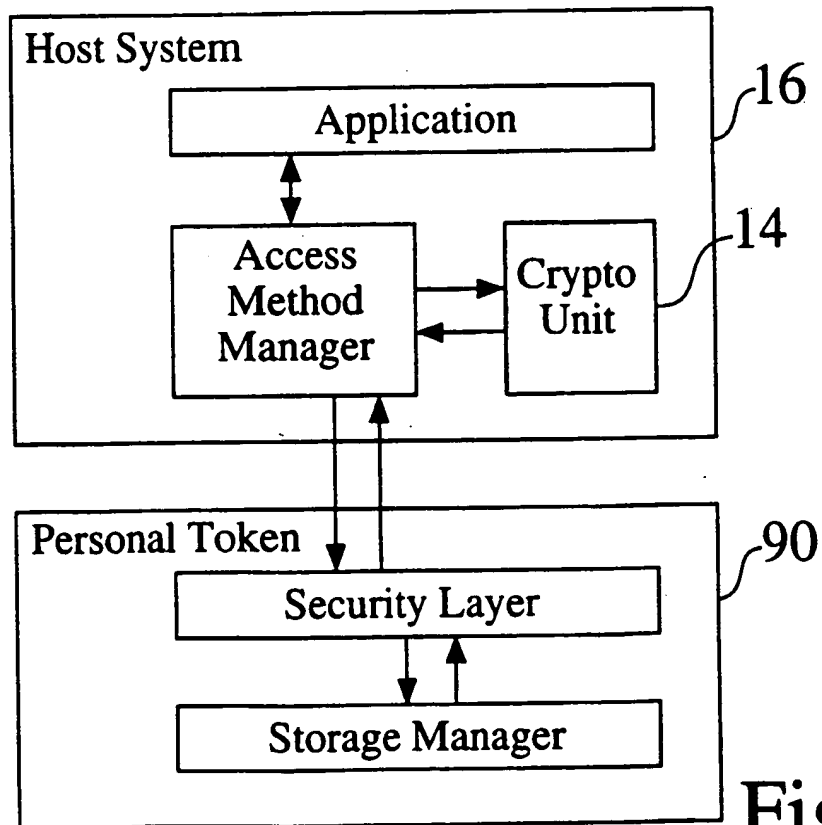 Host System
16
Application
14
Access
Method
Manager
Crypto
Unit
Personal Token
90
Security Layer
Storage Manager